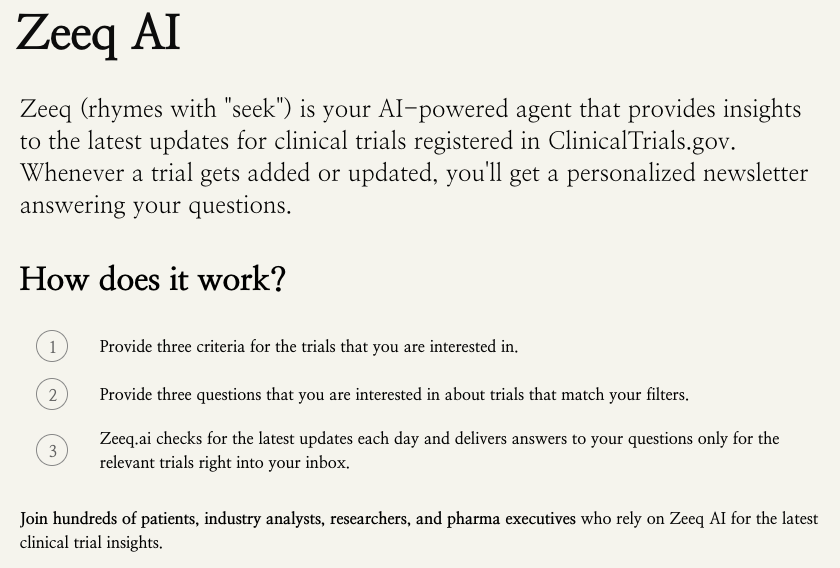 Zeeq AI
Zeeq (rhymes with "seek") is your AI-powered agent that provides insights
to the latest updates for clinical trials registered in ClinicalTrials.gov.
Whenever a trial gets added or updated, you'll get a personalized newsletter
answering your questions.
How does it work?
1 Provide three criteria for the trials that you are interested in.
2 Provide three questions that you are interested in about trials that match your filters.
3 Zeeq.ai checks for the latest updates each day and delivers answers to your questions only for the
relevant trials right into your inbox.
Join hundreds of patients, industry analysts, researchers, and pharma executives who rely on Zeeq AI for the latest
clinical trial insights.